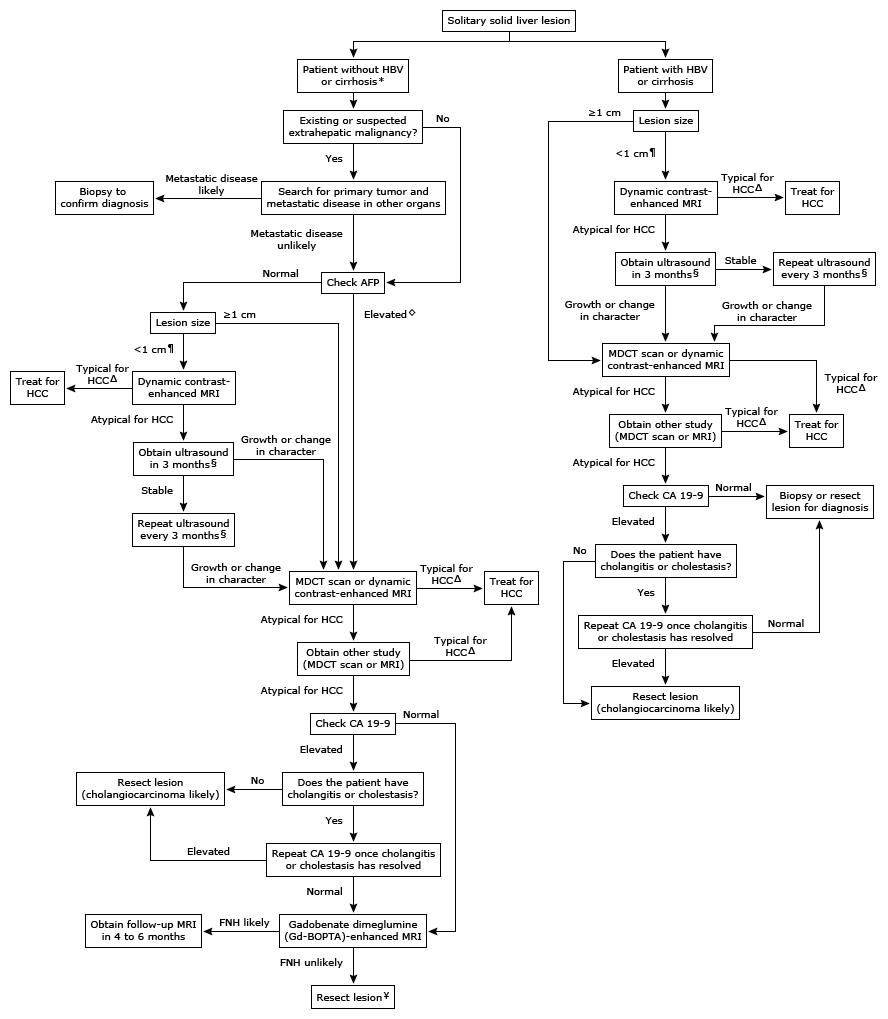 Solitary solid liver lesion
Patient without HBV
or cirrhosis*
Existing or suspected
extrahepatic malignancy?
No
Yes
Metastatic disease
likely
Biopsy to
confirm diagnosis
Search for primary tumor and
metastatic disease in other organs
Metastatic disease
unlikely
Normal
Check AFP
Elevated◇
Lesion size
≥1 cm
<1 cm¶
Typical for
HCCΔ
Treat for
HCC
Dynamic contrast-
enhanced MRI
Atypical for HCC
Obtain ultrasound
in 3 months§
Growth or change
in character
Stable
Repeat ultrasound
every 3 months§
Growth or change
in character
MDCT scan or dynamic
contrast-enhanced MRI
Typical for
HCCΔ
Treat for
HCC
Atypical for HCC
Obtain other study
(MDCT scan or MRI)
Typical for
HCCΔ
Atypical for HCC
Check CA 19-9
Normal
Elevated
Resect lesion
(cholangiocarcinoma likely)
No
Does the patient have
cholangitis or cholestasis?
Yes
Elevated
Repeat CA 19-9 once cholangitis
or cholestasis has resolved
Normal
Obtain follow-up MRI
in 4 to 6 months
FNH likely
Gadobenate dimeglumine
(Gd-BOPTA)-enhanced MRI
FNH unlikely
Resect lesion¥
Patient with HBV
or cirrhosis
≥1 cm
Lesion size
<1 cm¶
Dynamic contrast-
enhanced MRI
Typical for
HCCΔ
Treat for
HCC
Atypical for HCC
Obtain ultrasound
in 3 months§
Stable
Repeat ultrasound
every 3 months§
Growth or change
in character
Growth or change
in character
MDCT scan or dynamic
contrast-enhanced MRI
Typical for
HCCΔ
Atypical for HCC
Obtain other study
(MDCT scan or MRI)
Typical for
HCCΔ
Treat for
HCC
Atypical for HCC
Check CA 19-9
Normal
Biopsy or resect
lesion for diagnosis
Elevated
No
Does the patient have
cholangitis or cholestasis?
Yes
Repeat CA 19-9 once cholangitis
or cholestasis has resolved
Normal
Elevated
Resect lesion
(cholangiocarcinoma likely)